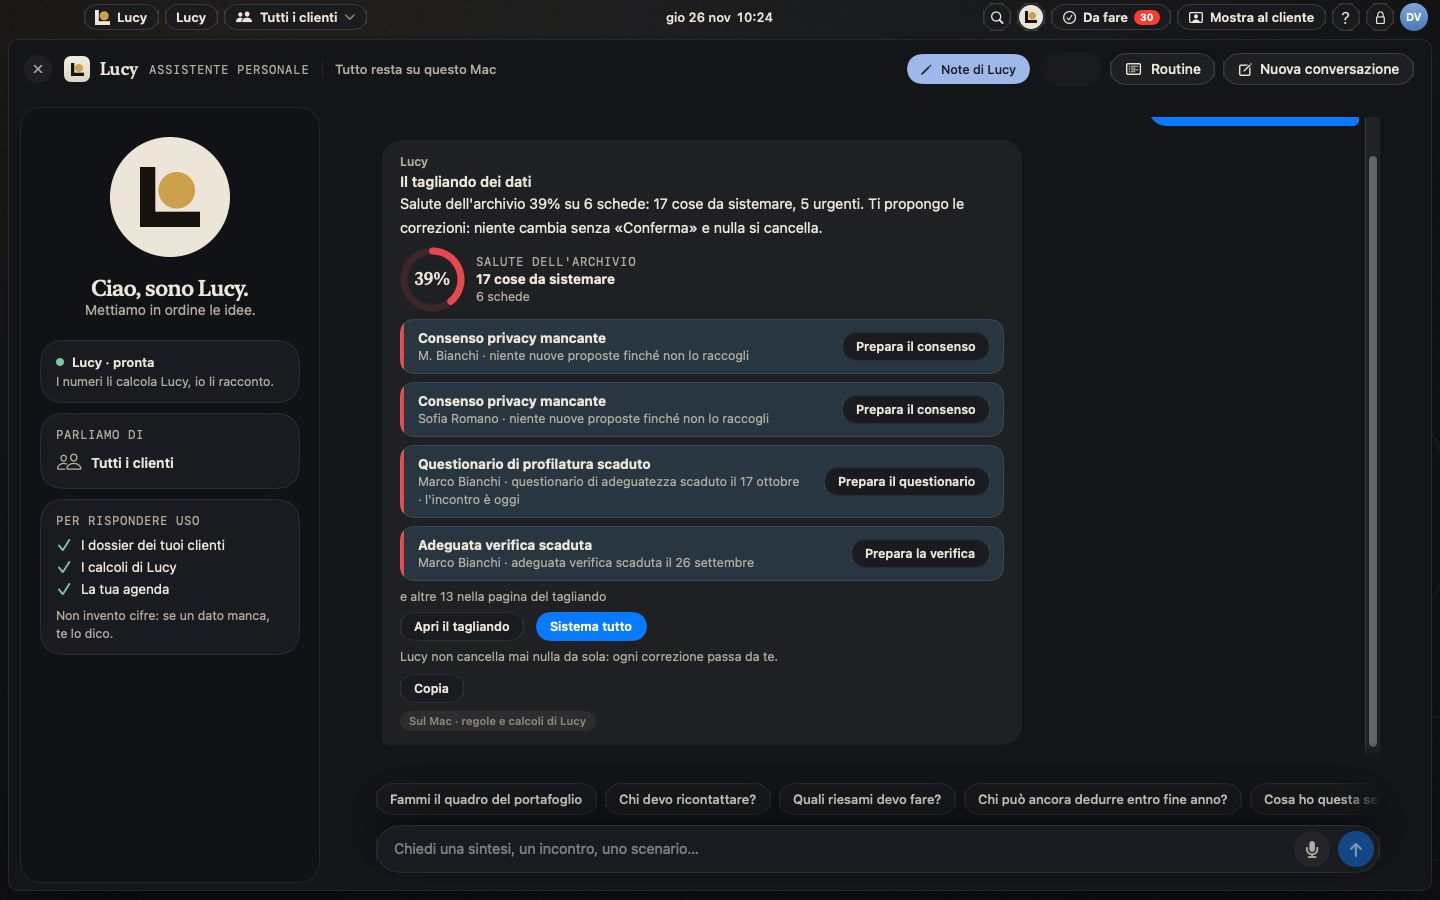 Lucy
Lucy
Tutti i clienti
gio 26 nov 10:24
Da fare 30
Mostra al cliente
?
DV
Lucy ASSISTENTE PERSONALE
Tutto resta su questo Mac
Note di Lucy
Routine
Nuova conversazione
Ciao, sono Lucy.
Mettiamo in ordine le idee.
Lucy · pronta
I numeri li calcola Lucy, io li racconto.
PARLIAMO DI
Tutti i clienti
PER RISPONDERE USO
I dossier dei tuoi clienti
I calcoli di Lucy
La tua agenda
Non invento cifre: se un dato manca,
te lo dico.
Lucy
Il tagliando dei dati
Salute dell'archivio 39% su 6 schede: 17 cose da sistemare, 5 urgenti. Ti propongo le
correzioni: niente cambia senza «Conferma» e nulla si cancella.
39%
SALUTE DELL'ARCHIVIO
17 cose da sistemare
6 schede
Consenso privacy mancante
M. Bianchi · niente nuove proposte finché non lo raccogli
Prepara il consenso
Consenso privacy mancante
Sofia Romano · niente nuove proposte finché non lo raccogli
Prepara il consenso
Questionario di profilatura scaduto
Marco Bianchi · questionario di adeguatezza scaduto il 17 ottobre
· l'incontro è oggi
Prepara il questionario
Adeguata verifica scaduta
Marco Bianchi · adeguata verifica scaduta il 26 settembre
Prepara la verifica
e altre 13 nella pagina del tagliando
Apri il tagliando
Sistema tutto
Lucy non cancella mai nulla da sola: ogni correzione passa da te.
Copia
Sul Mac · regole e calcoli di Lucy
Fammi il quadro del portafoglio
Chi devo ricontattare?
Quali riesami devo fare?
Chi può ancora dedurre entro fine anno?
Cosa ho questa se
Chiedi una sintesi, un incontro, uno scenario...